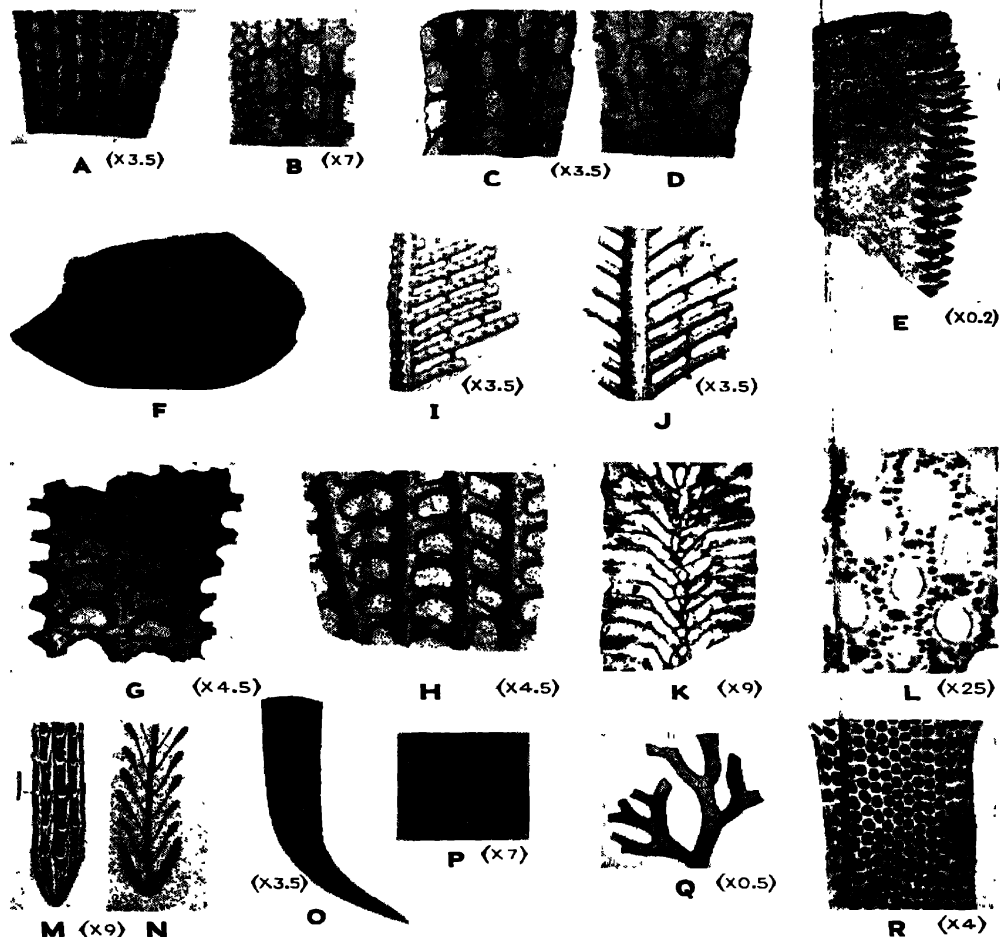 A (X3.5)
B (X7)
C (X3.5) D
E (X0.2)
F
I (X3.5)
J (X3.5)
G (X4.5)
H (X4.5)
K (X9)
L (X25)
M (X9) N
O (X3.5)
P (X7)
Q (X0.5)
R (X4)